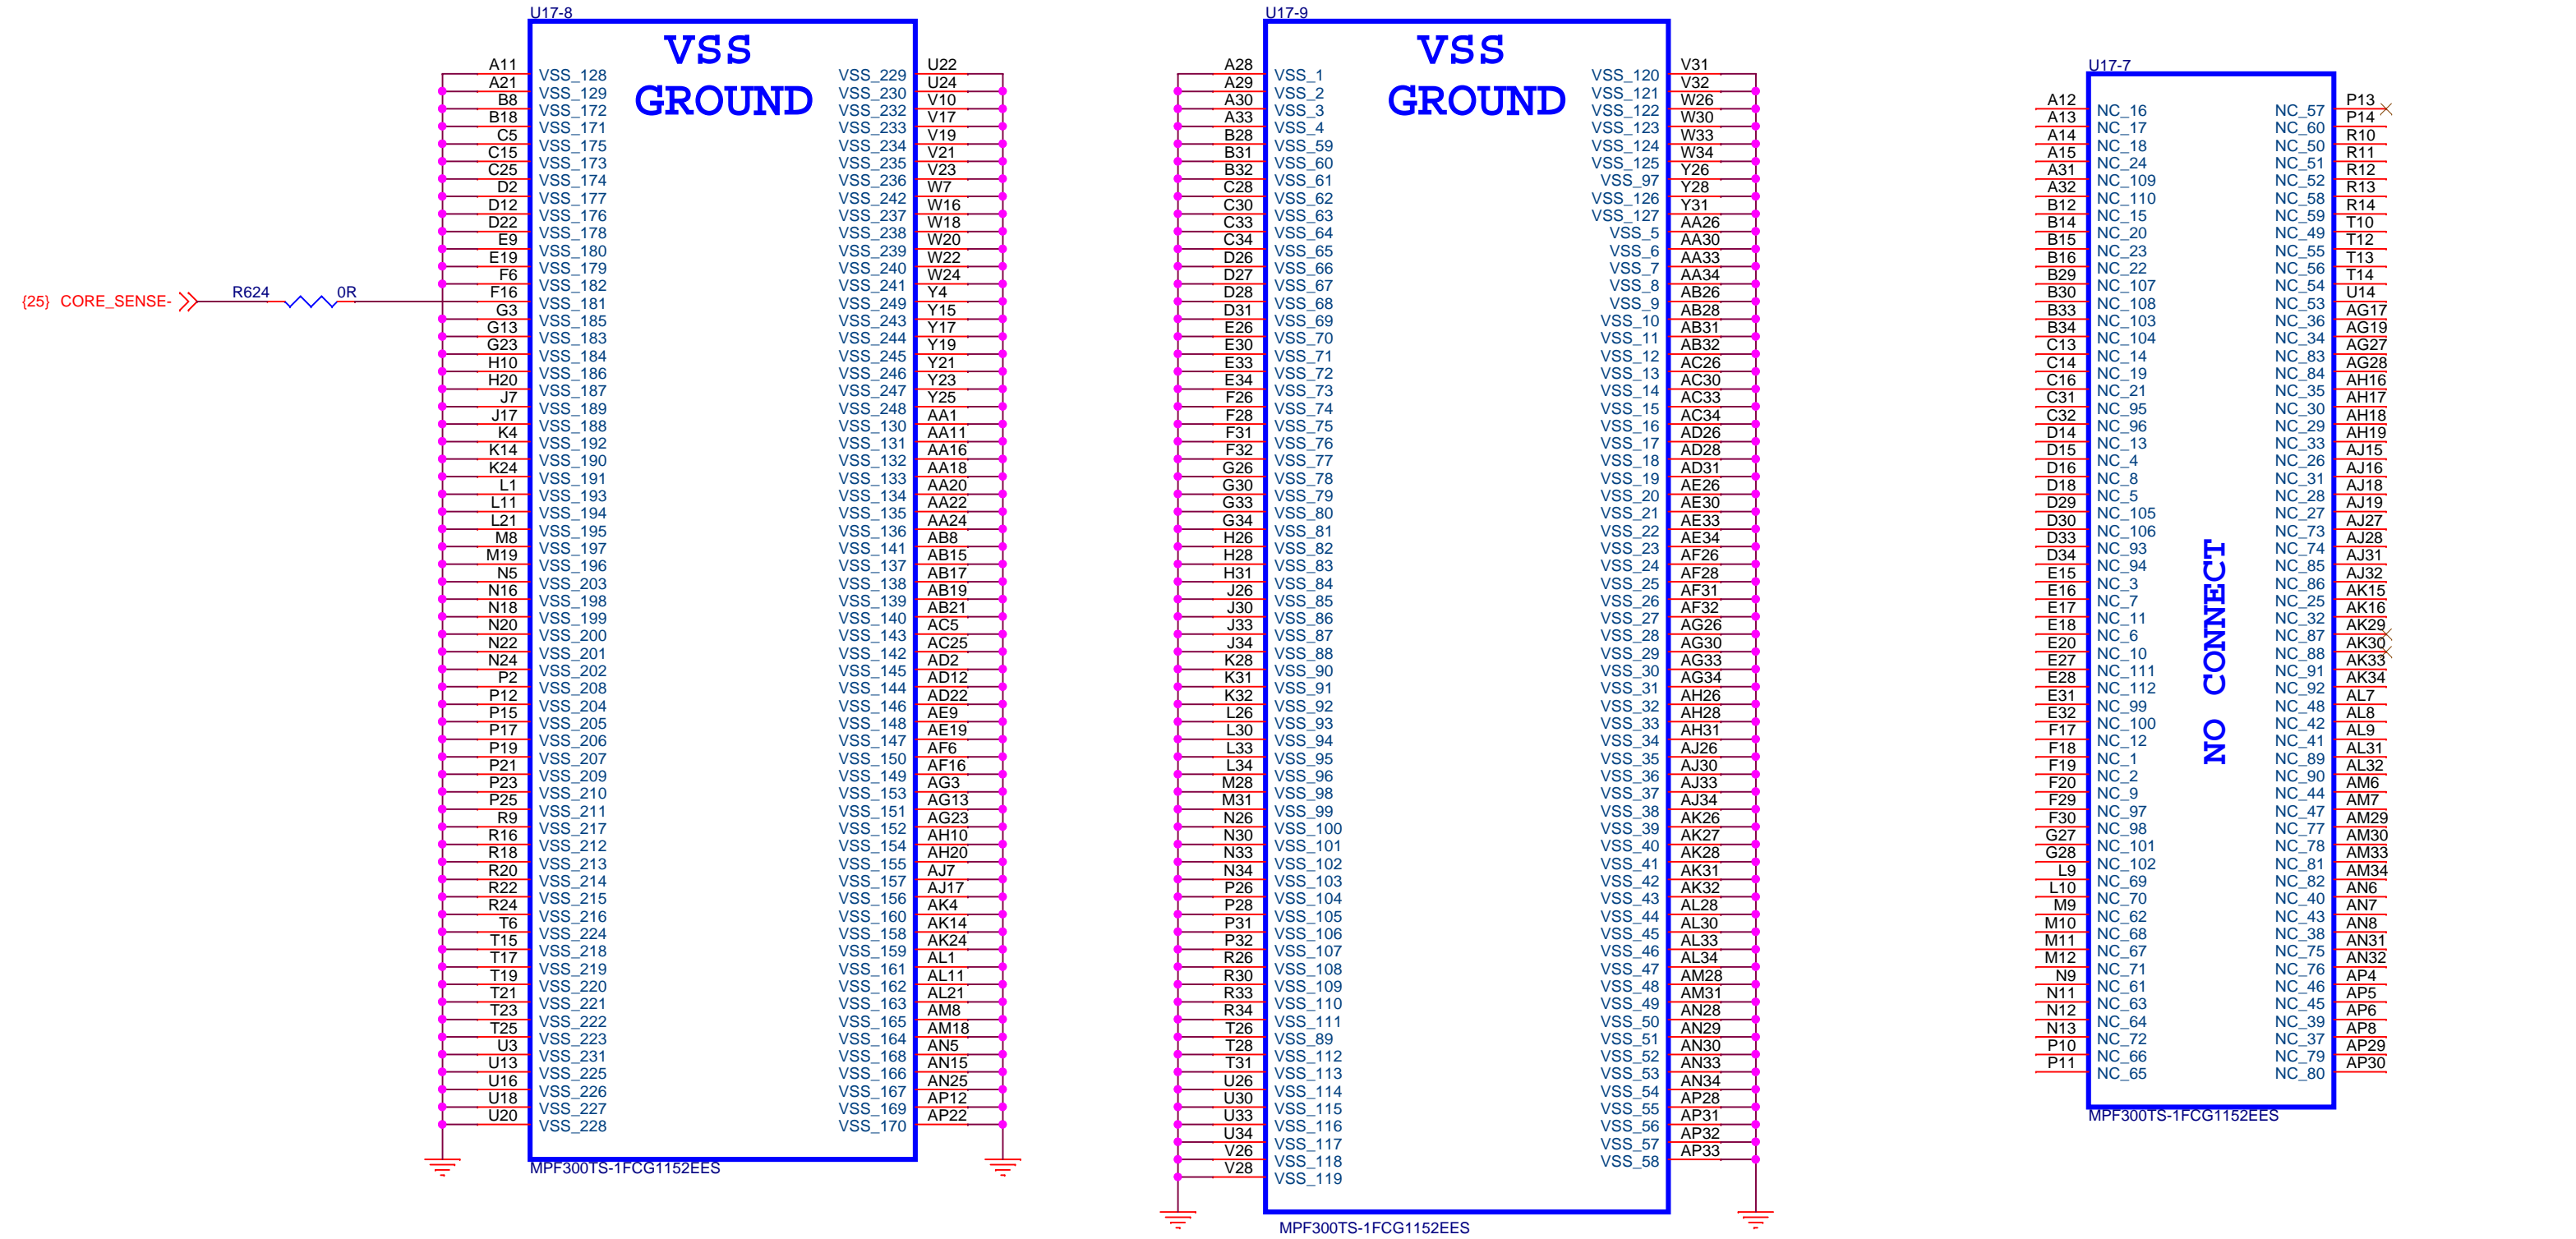 U17-8
VSS
GROUND
A11 VSS_128 VSS_229 U22
A21 VSS_129 VSS_230 U24
B8 VSS_172 VSS_232 V10
B18 VSS_171 VSS_233 V17
C5 VSS_175 VSS_234 V19
C15 VSS_173 VSS_235 V21
C25 VSS_174 VSS_236 V23
D2 VSS_177 VSS_242 W7
D12 VSS_176 VSS_237 W16
D22 VSS_178 VSS_238 W18
E9 VSS_180 VSS_239 W20
E19 VSS_179 VSS_240 W22
F6 VSS_182 VSS_241 W24
{25} CORE_SENSE- R624 0R F16 VSS_181 VSS_249 Y4
G3 VSS_185 VSS_243 Y15
G13 VSS_183 VSS_244 Y17
G23 VSS_184 VSS_245 Y19
H10 VSS_186 VSS_246 Y21
H20 VSS_187 VSS_247 Y23
J7 VSS_189 VSS_248 Y25
J17 VSS_188 VSS_130 AA1
K4 VSS_192 VSS_131 AA11
K14 VSS_190 VSS_132 AA16
K24 VSS_191 VSS_133 AA18
L1 VSS_193 VSS_134 AA20
L11 VSS_194 VSS_135 AA22
L21 VSS_195 VSS_136 AA24
M8 VSS_197 VSS_141 AB8
M19 VSS_196 VSS_137 AB15
N5 VSS_203 VSS_138 AB17
N16 VSS_198 VSS_139 AB19
N18 VSS_199 VSS_140 AB21
N20 VSS_200 VSS_143 AC5
N22 VSS_201 VSS_142 AC25
N24 VSS_202 VSS_145 AD2
P2 VSS_208 VSS_144 AD12
P12 VSS_204 VSS_146 AD22
P15 VSS_205 VSS_148 AE9
P17 VSS_206 VSS_147 AE19
P19 VSS_207 VSS_150 AF6
P21 VSS_209 VSS_149 AF16
P23 VSS_210 VSS_153 AG3
P25 VSS_211 VSS_151 AG13
R9 VSS_217 VSS_152 AG23
R16 VSS_212 VSS_154 AH10
R18 VSS_213 VSS_155 AH20
R20 VSS_214 VSS_157 AJ7
R22 VSS_215 VSS_156 AJ17
R24 VSS_216 VSS_160 AK4
T6 VSS_224 VSS_158 AK14
T15 VSS_218 VSS_159 AK24
T17 VSS_219 VSS_161 AL1
T19 VSS_220 VSS_162 AL11
T21 VSS_221 VSS_163 AL21
T23 VSS_222 VSS_165 AM8
T25 VSS_223 VSS_164 AM18
U3 VSS_231 VSS_168 AN5
U13 VSS_225 VSS_166 AN15
U16 VSS_226 VSS_167 AN25
U18 VSS_227 VSS_169 AP12
U20 VSS_228 VSS_170 AP22
MPF300TS-1FCG1152EES
U17-9
VSS
GROUND
A28 VSS_1 VSS_120 V31
A29 VSS_2 VSS_121 V32
A30 VSS_3 VSS_122 W26
A33 VSS_4 VSS_123 W30
B28 VSS_59 VSS_124 W33
B31 VSS_60 VSS_125 W34
B32 VSS_61 VSS_97 Y26
C28 VSS_62 VSS_126 Y28
C30 VSS_63 VSS_127 Y31
C33 VSS_64 VSS_5 AA26
C34 VSS_65 VSS_6 AA30
D26 VSS_66 VSS_7 AA33
D27 VSS_67 VSS_8 AA34
D28 VSS_68 VSS_9 AB26
D31 VSS_69 VSS_10 AB28
E26 VSS_70 VSS_11 AB31
E30 VSS_71 VSS_12 AB32
E33 VSS_72 VSS_13 AC26
E34 VSS_73 VSS_14 AC30
F26 VSS_74 VSS_15 AC33
F28 VSS_75 VSS_16 AC34
F31 VSS_76 VSS_17 AD26
F32 VSS_77 VSS_18 AD28
G26 VSS_78 VSS_19 AD31
G30 VSS_79 VSS_20 AE26
G33 VSS_80 VSS_21 AE30
G34 VSS_81 VSS_22 AE33
H26 VSS_82 VSS_23 AE34
H28 VSS_83 VSS_24 AF26
H31 VSS_84 VSS_25 AF28
J26 VSS_85 VSS_26 AF31
J30 VSS_86 VSS_27 AF32
J33 VSS_87 VSS_28 AG26
J34 VSS_88 VSS_29 AG30
K28 VSS_90 VSS_30 AG33
K31 VSS_91 VSS_31 AG34
K32 VSS_92 VSS_32 AH26
L26 VSS_93 VSS_33 AH28
L30 VSS_94 VSS_34 AH31
L33 VSS_95 VSS_35 AJ26
L34 VSS_96 VSS_36 AJ30
M28 VSS_98 VSS_37 AJ33
M31 VSS_99 VSS_38 AJ34
N26 VSS_100 VSS_39 AK26
N30 VSS_101 VSS_40 AK27
N33 VSS_102 VSS_41 AK28
N34 VSS_103 VSS_42 AK31
P26 VSS_104 VSS_43 AK32
P28 VSS_105 VSS_44 AL28
P31 VSS_106 VSS_45 AL30
P32 VSS_107 VSS_46 AL33
R26 VSS_108 VSS_47 AL34
R30 VSS_109 VSS_48 AM28
R33 VSS_110 VSS_49 AM31
R34 VSS_111 VSS_50 AN28
T26 VSS_89 VSS_51 AN29
T28 VSS_112 VSS_52 AN30
T31 VSS_113 VSS_53 AN33
U26 VSS_114 VSS_54 AN34
U30 VSS_115 VSS_55 AP28
U33 VSS_116 VSS_56 AP31
U34 VSS_117 VSS_57 AP32
V26 VSS_118 VSS_58 AP33
V28 VSS_119
MPF300TS-1FCG1152EES
U17-7
A12 NC_16 NC_57 P13
A13 NC_17 NC_60 P14
A14 NC_18 NC_50 R10
A15 NC_24 NC_51 R11
A31 NC_109 NC_52 R12
A32 NC_110 NC_58 R13
B12 NC_15 NC_59 R14
B14 NC_20 NC_49 T10
B15 NC_23 NC_55 T12
B16 NC_22 NC_56 T13
B29 NC_107 NC_54 T14
B30 NC_108 NC_53 U14
B33 NC_103 NC_36 AG17
B34 NC_104 NC_34 AG19
C13 NC_14 NC_83 AG27
C14 NC_19 NC_84 AG28
C16 NC_21 NC_35 AH16
C31 NC_95 NC_30 AH17
C32 NC_96 NC_29 AH18
D14 NC_13 NC_33 AH19
D15 NC_4 NC_26 AJ15
D16 NC_8 NC_31 AJ16
D18 NC_5 NC_28 AJ18
D29 NC_105 NC_27 AJ19
D30 NC_106 NC_73 AJ27
D33 NC_93 NC_74 AJ28
D34 NC_94 NC_85 AJ31
E15 NC_3 NC_86 AJ32
E16 NC_7 NC_25 AK15
E17 NC_11 NC_32 AK16
E18 NC_6 NC_87 AK29
E20 NC_10 NC_88 AK30
E27 NC_111 NC_91 AK33
E28 NC_112 NC_92 AK34
E31 NC_99 NC_48 AL7
E32 NC_100 NC_42 AL8
F17 NC_12 NC_41 AL9
F18 NC_1 NC_89 AL31
F19 NC_2 NC_90 AL32
F20 NC_9 NC_44 AM6
F29 NC_97 NC_47 AM7
F30 NC_98 NC_77 AM29
G27 NC_101 NC_78 AM30
G28 NC_102 NC_81 AM33
L9 NC_69 NC_82 AM34
L10 NC_70 NC_40 AN6
M9 NC_62 NC_43 AN7
M10 NC_68 NC_38 AN8
M11 NC_67 NC_75 AN31
M12 NC_71 NC_76 AN32
N9 NC_61 NC_46 AP4
N11 NC_63 NC_45 AP5
N12 NC_64 NC_39 AP6
N13 NC_72 NC_37 AP8
P10 NC_66 NC_79 AP29
P11 NC_65 NC_80 AP30
NO CONNECT
MPF300TS-1FCG1152EES